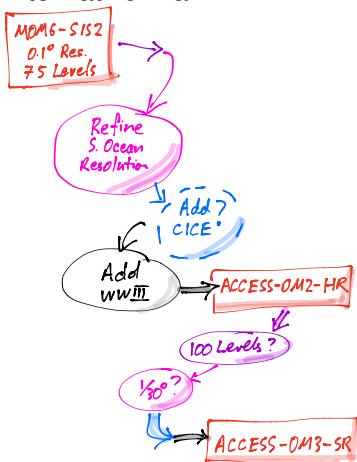 MOM6-SIS2
0.1° Res.
75 Levels
Refine
S. Ocean
Resolution
Add ?
CICE
Add
WWIII
ACCESS-OM2-HR
100 Levels?
1/30° ?
ACCESS-OM3-SR